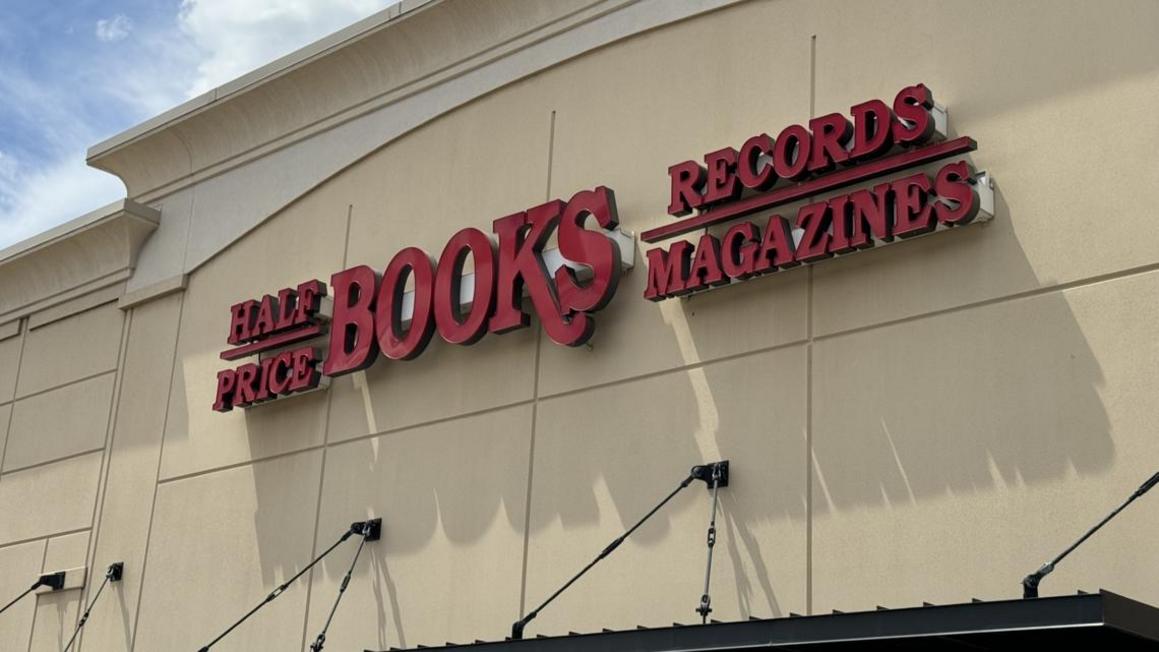 HALF
PRICE
BOOKS
RECORDS
MAGAZINES